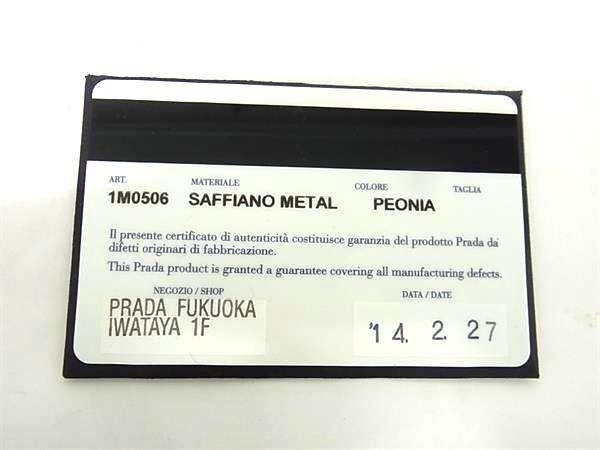 ART. MATERIALE COLORE TAGLIA
1M0506 SAFFIANO METAL PEONIA
Il presente certificato di autenticità costituisce garanzia del prodotto Prada da
difetti originari di fabbricazione.
This Prada product is granted a guarantee covering all manufacturing defects.
NEGOZIO / SHOP DATA / DATE
PRADA FUKUOKA
IWATAYA 1F
'14. 2. 27